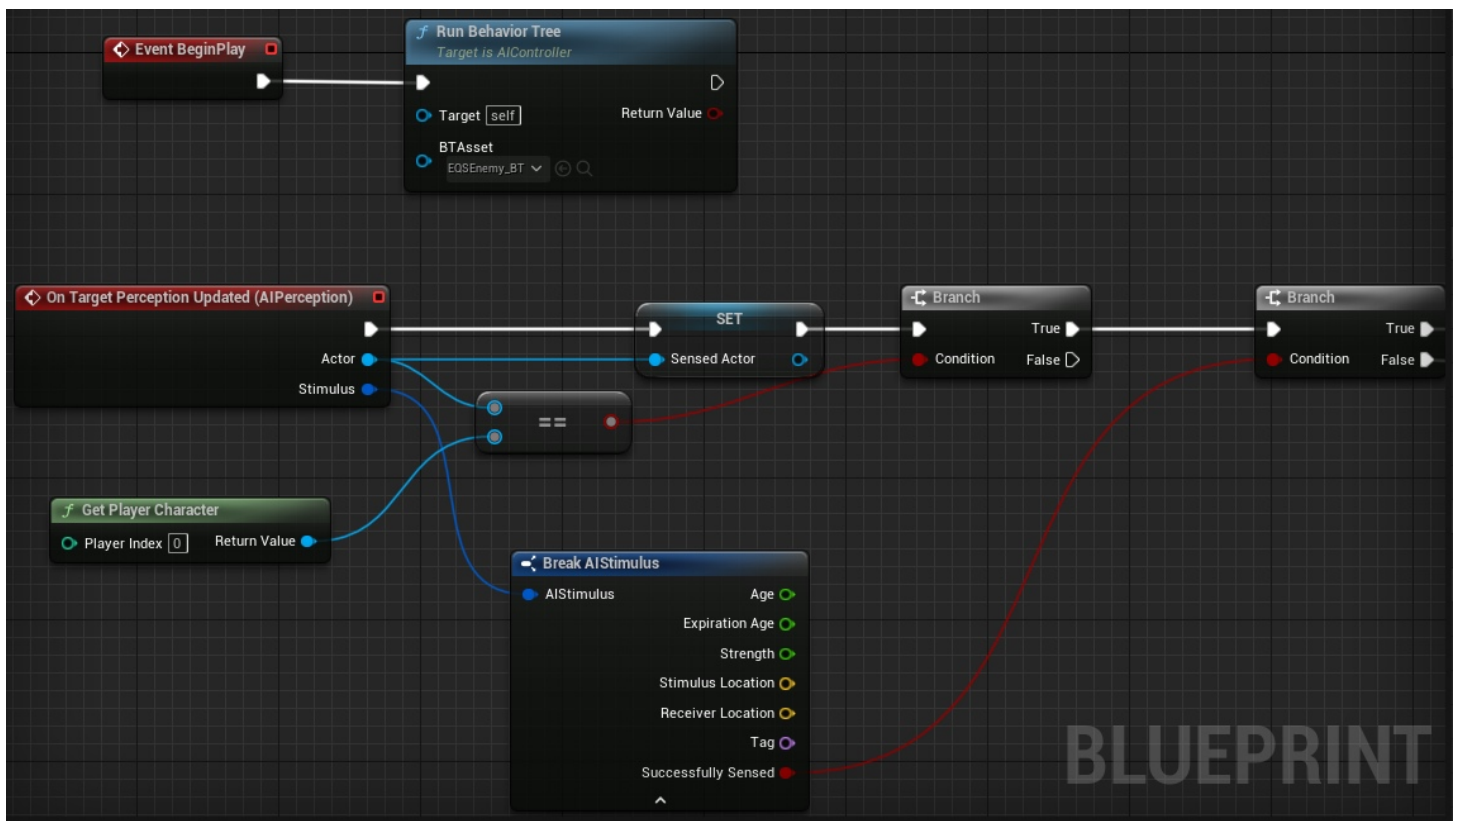 Event BeginPlay
f Run Behavior Tree
Target is AIController
Target self
Return Value
BTAsset
EQSEnemy_BT
On Target Perception Updated (AIPerception)
Actor
Stimulus
SET
Sensed Actor
==
Branch
True
Condition
False
Branch
True
Condition
False
f Get Player Character
Player Index 0
Return Value
Break AIStimulus
AIStimulus
Age
Expiration Age
Strength
Stimulus Location
Receiver Location
Tag
Successfully Sensed
BLUEPRINT